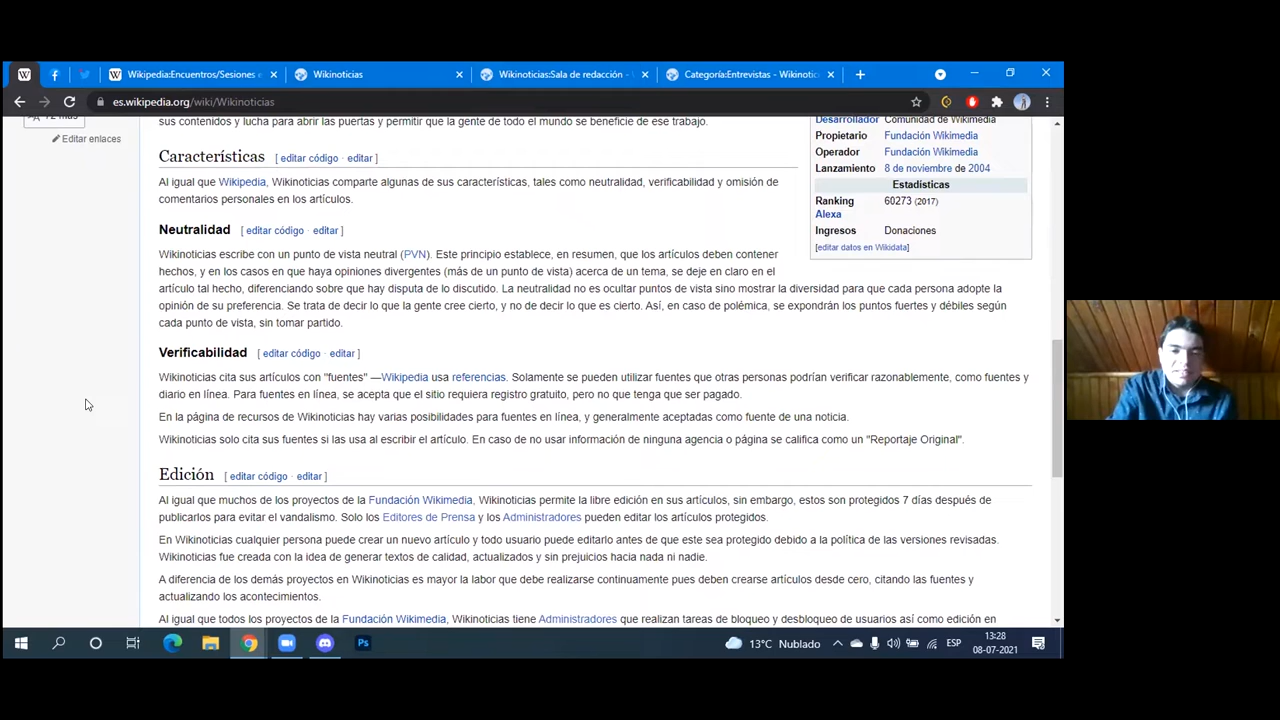 Wikipedia:Encuentros/Sesiones
Wikinoticias
Wikinoticias:Sala de redacción -
Categoría:Entrevistas - Wikinotic
es.wikipedia.org/wiki/Wikinoticias
72 más
Editar enlaces
sus contenidos y lucha para abrir las puertas y permitir que la gente de todo el mundo se beneficie de ese trabajo.
Características [ editar código · editar ]
Al igual que Wikipedia, Wikinoticias comparte algunas de sus características, tales como neutralidad, verificabilidad y omisión de
comentarios personales en los artículos.
Neutralidad [ editar código · editar ]
Wikinoticias escribe con un punto de vista neutral (PVN). Este principio establece, en resumen, que los artículos deben contener
hechos, y en los casos en que haya opiniones divergentes (más de un punto de vista) acerca de un tema, se deje en claro en el
artículo tal hecho, diferenciando sobre que hay disputa de lo discutido. La neutralidad no es ocultar puntos de vista sino mostrar la diversidad para que cada persona adopte la
opinión de su preferencia. Se trata de decir lo que la gente cree cierto, y no de decir lo que es cierto. Así, en caso de polémica, se expondrán los puntos fuertes y débiles según
cada punto de vista, sin tomar partido.
Verificabilidad [ editar código · editar ]
Wikinoticias cita sus artículos con "fuentes" —Wikipedia usa referencias. Solamente se pueden utilizar fuentes que otras personas podrían verificar razonablemente, como fuentes y
diario en línea. Para fuentes en línea, se acepta que el sitio requiera registro gratuito, pero no que tenga que ser pagado.
En la página de recursos de Wikinoticias hay varias posibilidades para fuentes en línea, y generalmente aceptadas como fuente de una noticia.
Wikinoticias solo cita sus fuentes si las usa al escribir el artículo. En caso de no usar información de ninguna agencia o página se califica como un "Reportaje Original".
Edición [ editar código · editar ]
Al igual que muchos de los proyectos de la Fundación Wikimedia, Wikinoticias permite la libre edición en sus artículos, sin embargo, estos son protegidos 7 días después de
publicarlos para evitar el vandalismo. Solo los Editores de Prensa y los Administradores pueden editar los artículos protegidos.
En Wikinoticias cualquier persona puede crear un nuevo artículo y todo usuario puede editarlo antes de que este sea protegido debido a la política de las versiones revisadas.
Wikinoticias fue creada con la idea de generar textos de calidad, actualizados y sin prejuicios hacia nada ni nadie.
A diferencia de los demás proyectos en Wikinoticias es mayor la labor que debe realizarse continuamente pues deben crearse artículos desde cero, citando las fuentes y
actualizando los acontecimientos.
Al igual que todos los proyectos de la Fundación Wikimedia, Wikinoticias tiene Administradores que realizan tareas de bloqueo y desbloqueo de usuarios así como edición en
Desarrollador Comunidad de Wikimedia
Propietario Fundación Wikimedia
Operador Fundación Wikimedia
Lanzamiento 8 de noviembre de 2004
Estadísticas
Ranking 60273 (2017)
Alexa
Ingresos Donaciones
[editar datos en Wikidata]
Ps
13°C Nublado
ESP
13:28
08-07-2021